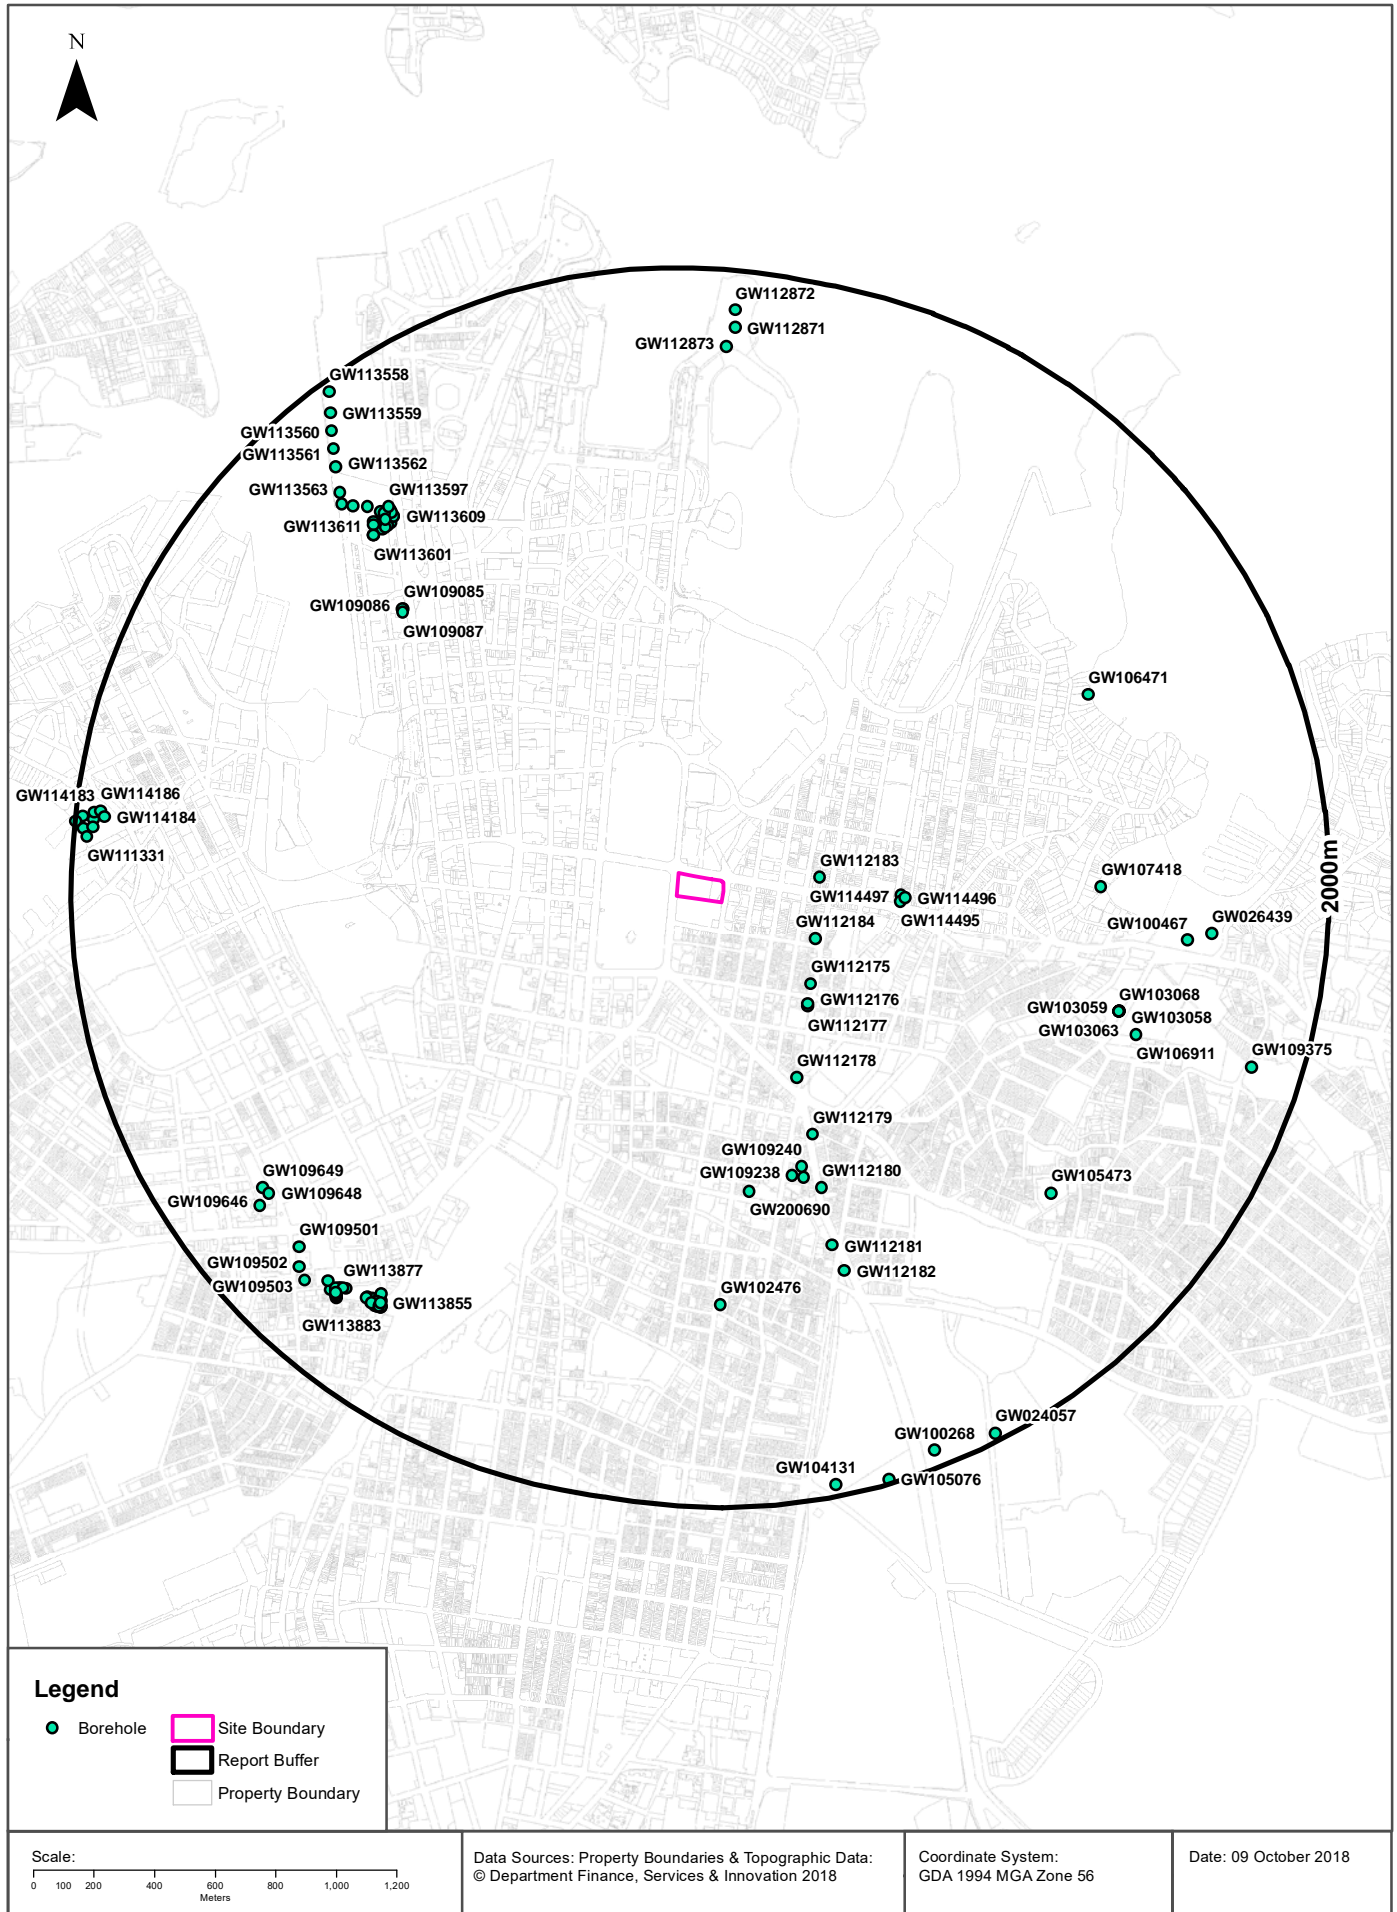 N
GW112872
GW112871
GW112873
GW113558
GW113559
GW113560
GW113561
GW113562
GW113563
GW113597
GW113609
GW113611
GW113601
GW109085
GW109086
GW109087
GW106471
GW114183
GW114186
GW114184
GW111331
GW112183
GW114497
GW114496
GW114495
GW112184
GW107418
GW100467
GW026439
2000m
GW112175
GW112176
GW112177
GW103068
GW103059
GW103058
GW103063
GW106911
GW109375
GW112178
GW112179
GW109240
GW109238
GW112180
GW200690
GW105473
GW109649
GW109648
GW109646
GW109501
GW109502
GW109503
GW113877
GW113855
GW113883
GW112181
GW112182
GW102476
GW024057
GW100268
GW104131
GW105076
Legend
Borehole
Site Boundary
Report Buffer
Property Boundary
Scale:
0 100 200 400 600 800 1,000 1,200
Meters
Data Sources: Property Boundaries & Topographic Data:
© Department Finance, Services & Innovation 2018
Coordinate System:
GDA 1994 MGA Zone 56
Date: 09 October 2018